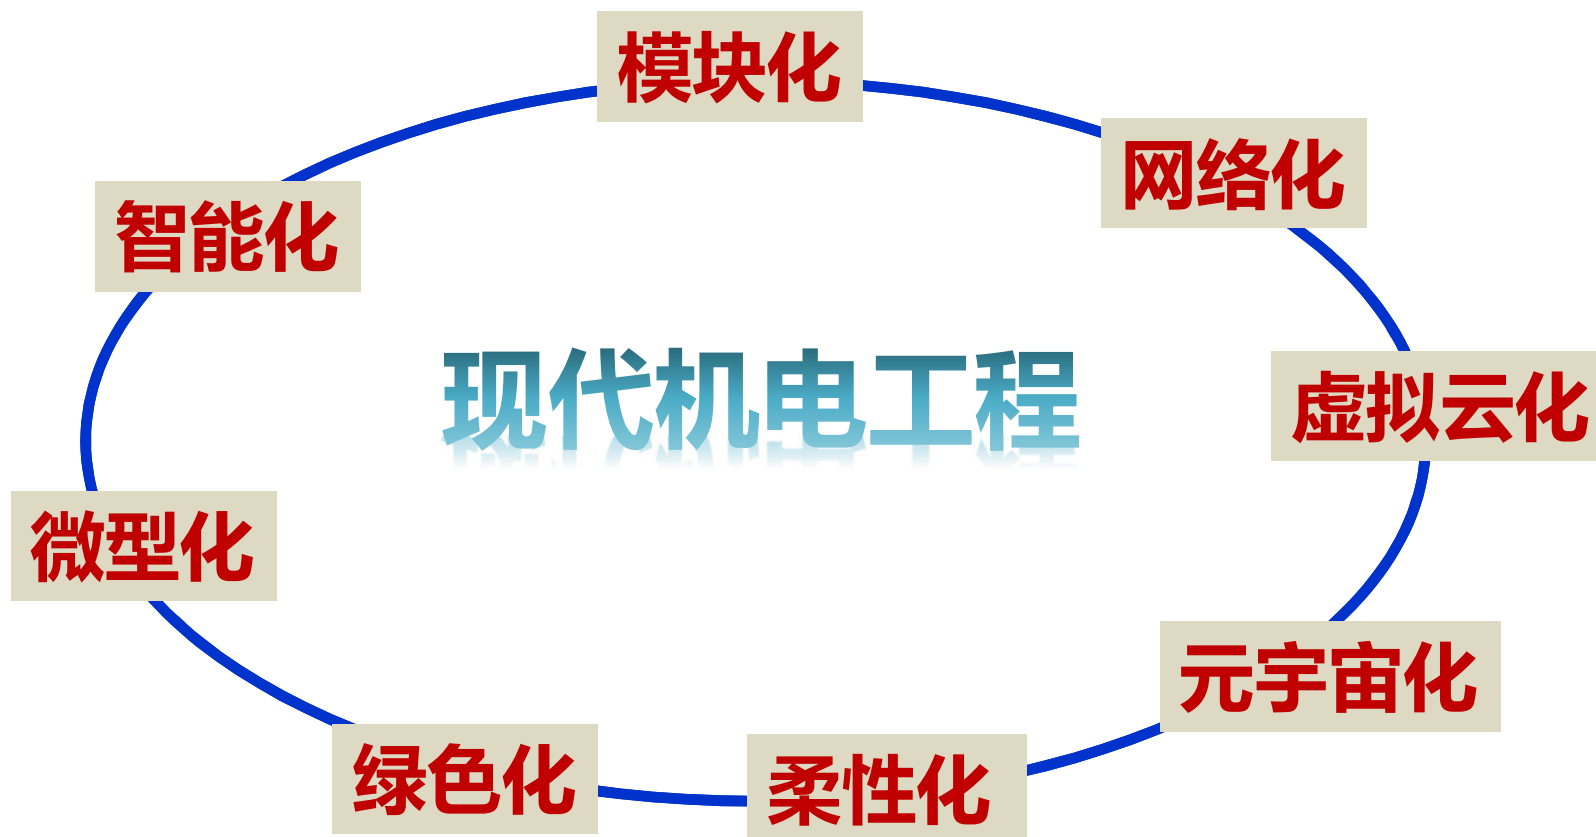 模块化
网络化
智能化
现代机电工程
虚拟云化
微型化
元宇宙化
绿色化
柔性化